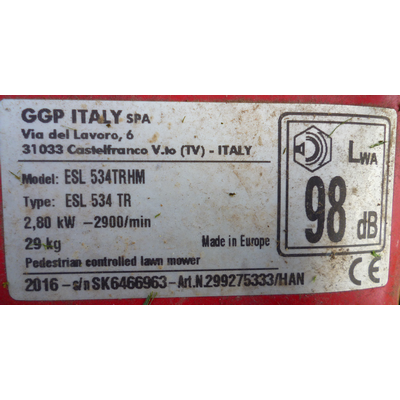 GGP ITALY SPA
Via del Lavoro, 6
31033 Castelfranco V.to (TV) - ITALY
Model: ESL 534TRHM
Type: ESL 534 TR
2,80 kW -2900/min
29 kg
Made in Europe
Pedestrian controlled lawn mower
2016 - s/n SK6466963 - Art.N.299275333/HAN
LWA
98 dB
CE